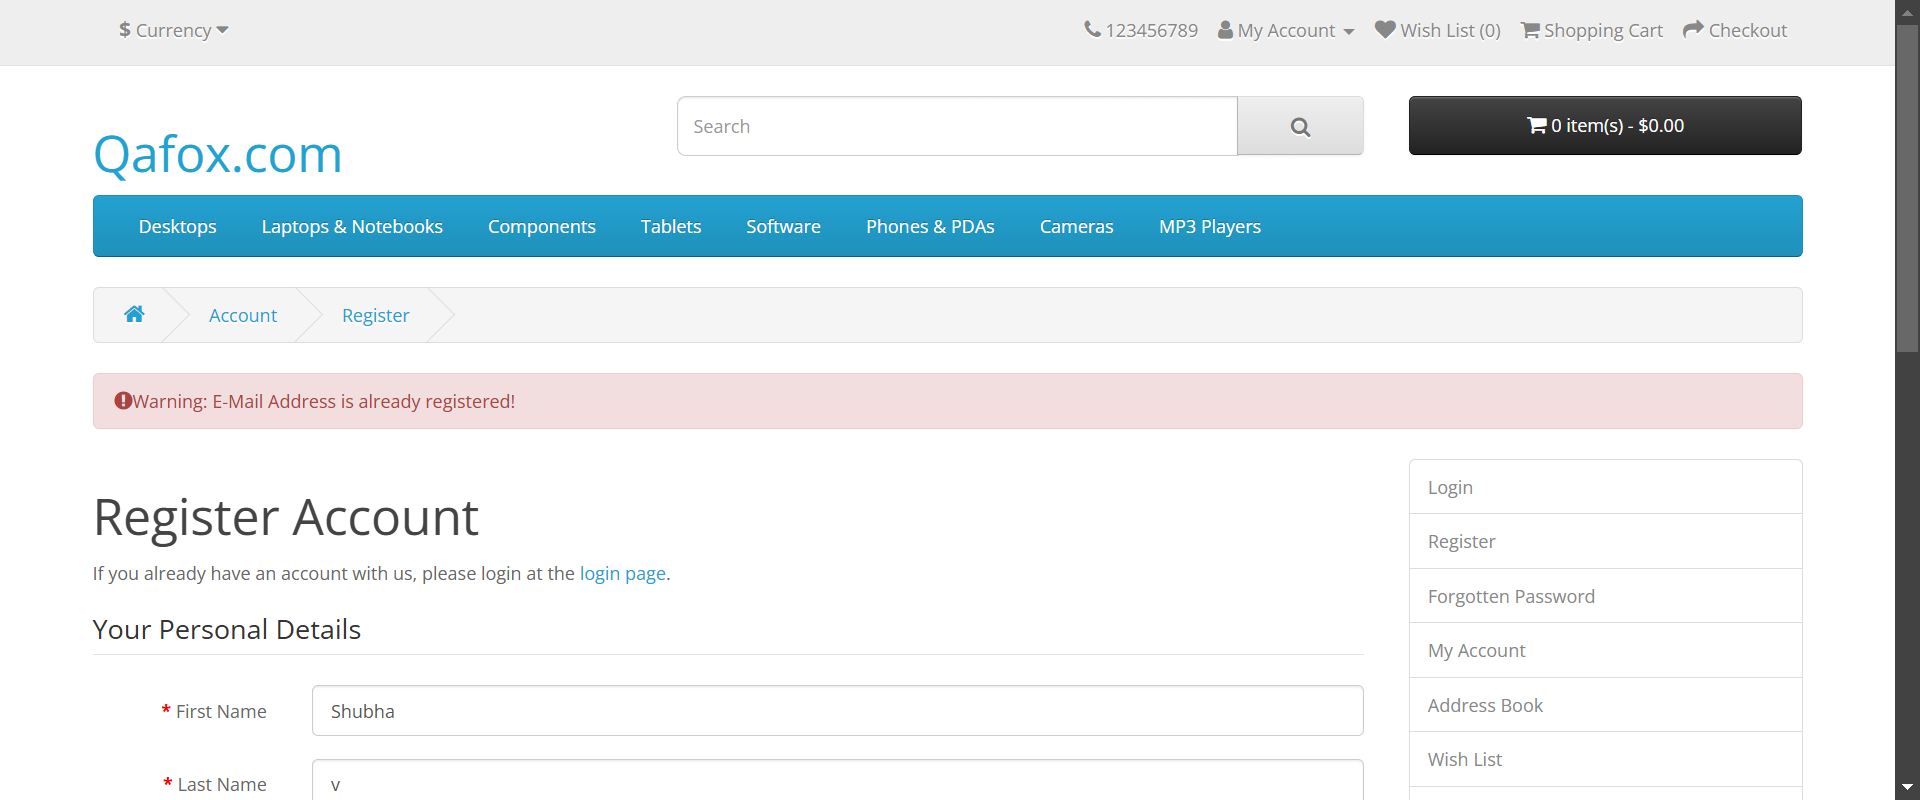 $ Currency
123456789 My Account Wish List (0) Shopping Cart Checkout
Qafox.com
Search
0 item(s) - $0.00
Desktops Laptops & Notebooks Components Tablets Software Phones & PDAs Cameras MP3 Players
Account Register
Warning: E-Mail Address is already registered!
Register Account
If you already have an account with us, please login at the login page.
Your Personal Details
* First Name Shubha
* Last Name v
Login
Register
Forgotten Password
My Account
Address Book
Wish List